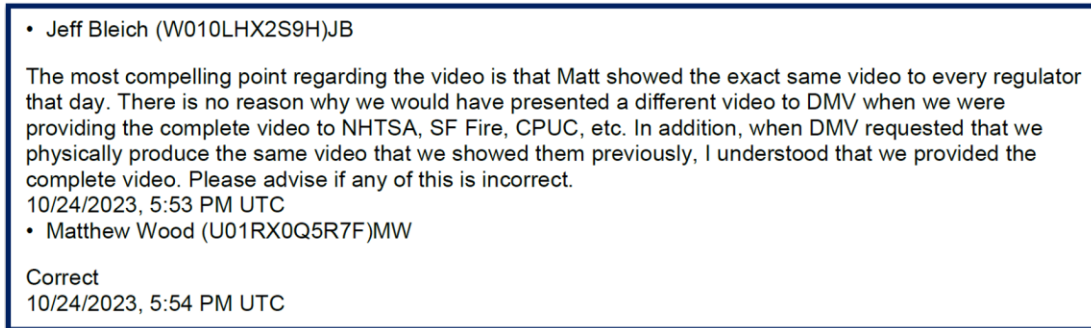 • Jeff Bleich (W010LHX2S9H)JB
The most compelling point regarding the video is that Matt showed the exact same video to every regulator
that day. There is no reason why we would have presented a different video to DMV when we were
providing the complete video to NHTSA, SF Fire, CPUC, etc. In addition, when DMV requested that we
physically produce the same video that we showed them previously, I understood that we provided the
complete video. Please advise if any of this is incorrect.
10/24/2023, 5:53 PM UTC
• Matthew Wood (U01RX0Q5R7F)MW
Correct
10/24/2023, 5:54 PM UTC